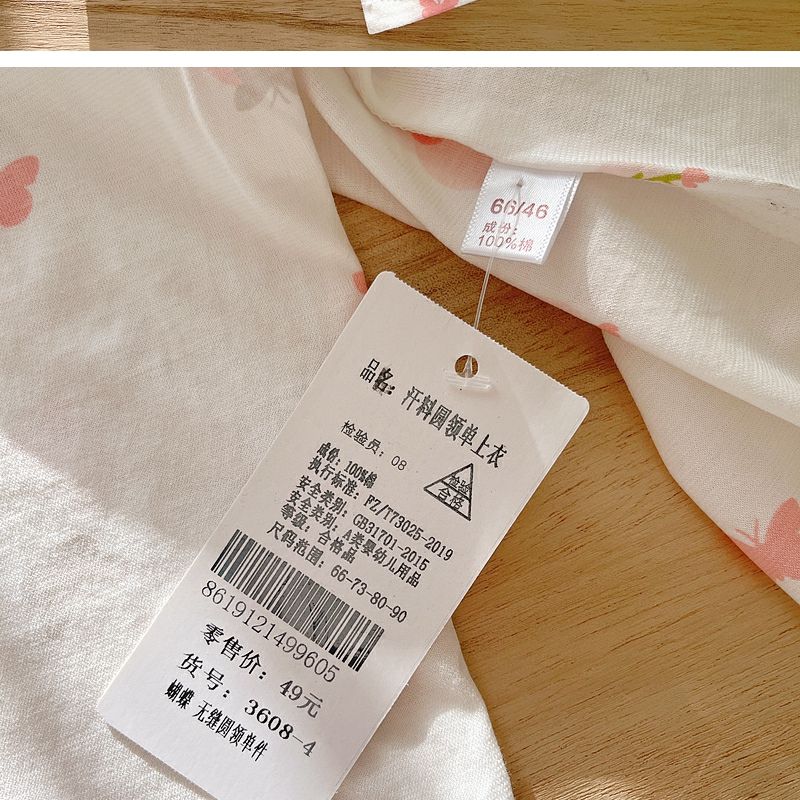 66/46
成份：
100%棉
品名：汗料圆领单上衣
检验员：08
检验
合格
成份：100%棉
执行标准：FZ/T73025-2019
安全类别：GB31701-2015
安全类别：A类婴幼儿用品
等级：合格品
尺码范围：66-73-80-90
8619121499605
零售价：49元
货号：3608-4
蝴蝶 无缝圆领单件